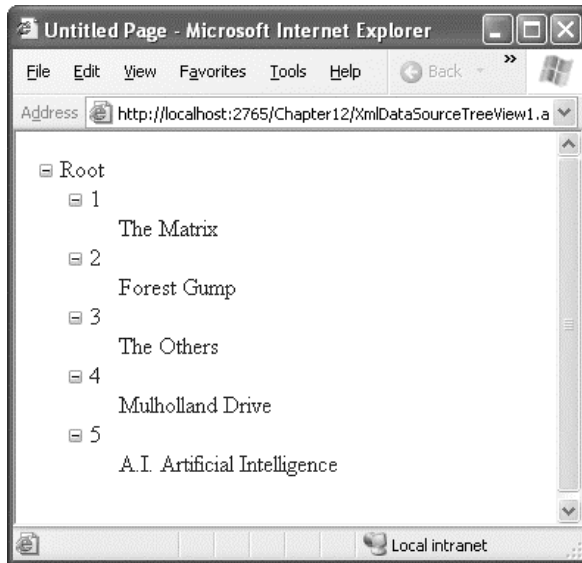 Untitled Page - Microsoft Internet Explorer
File Edit View Favorites Tools Help Back »
Address http://localhost:2765/Chapter12/XmlDataSourceTreeView1.a
Root
1
The Matrix
2
Forest Gump
3
The Others
4
Mulholland Drive
5
A.I. Artificial Intelligence
Local intranet